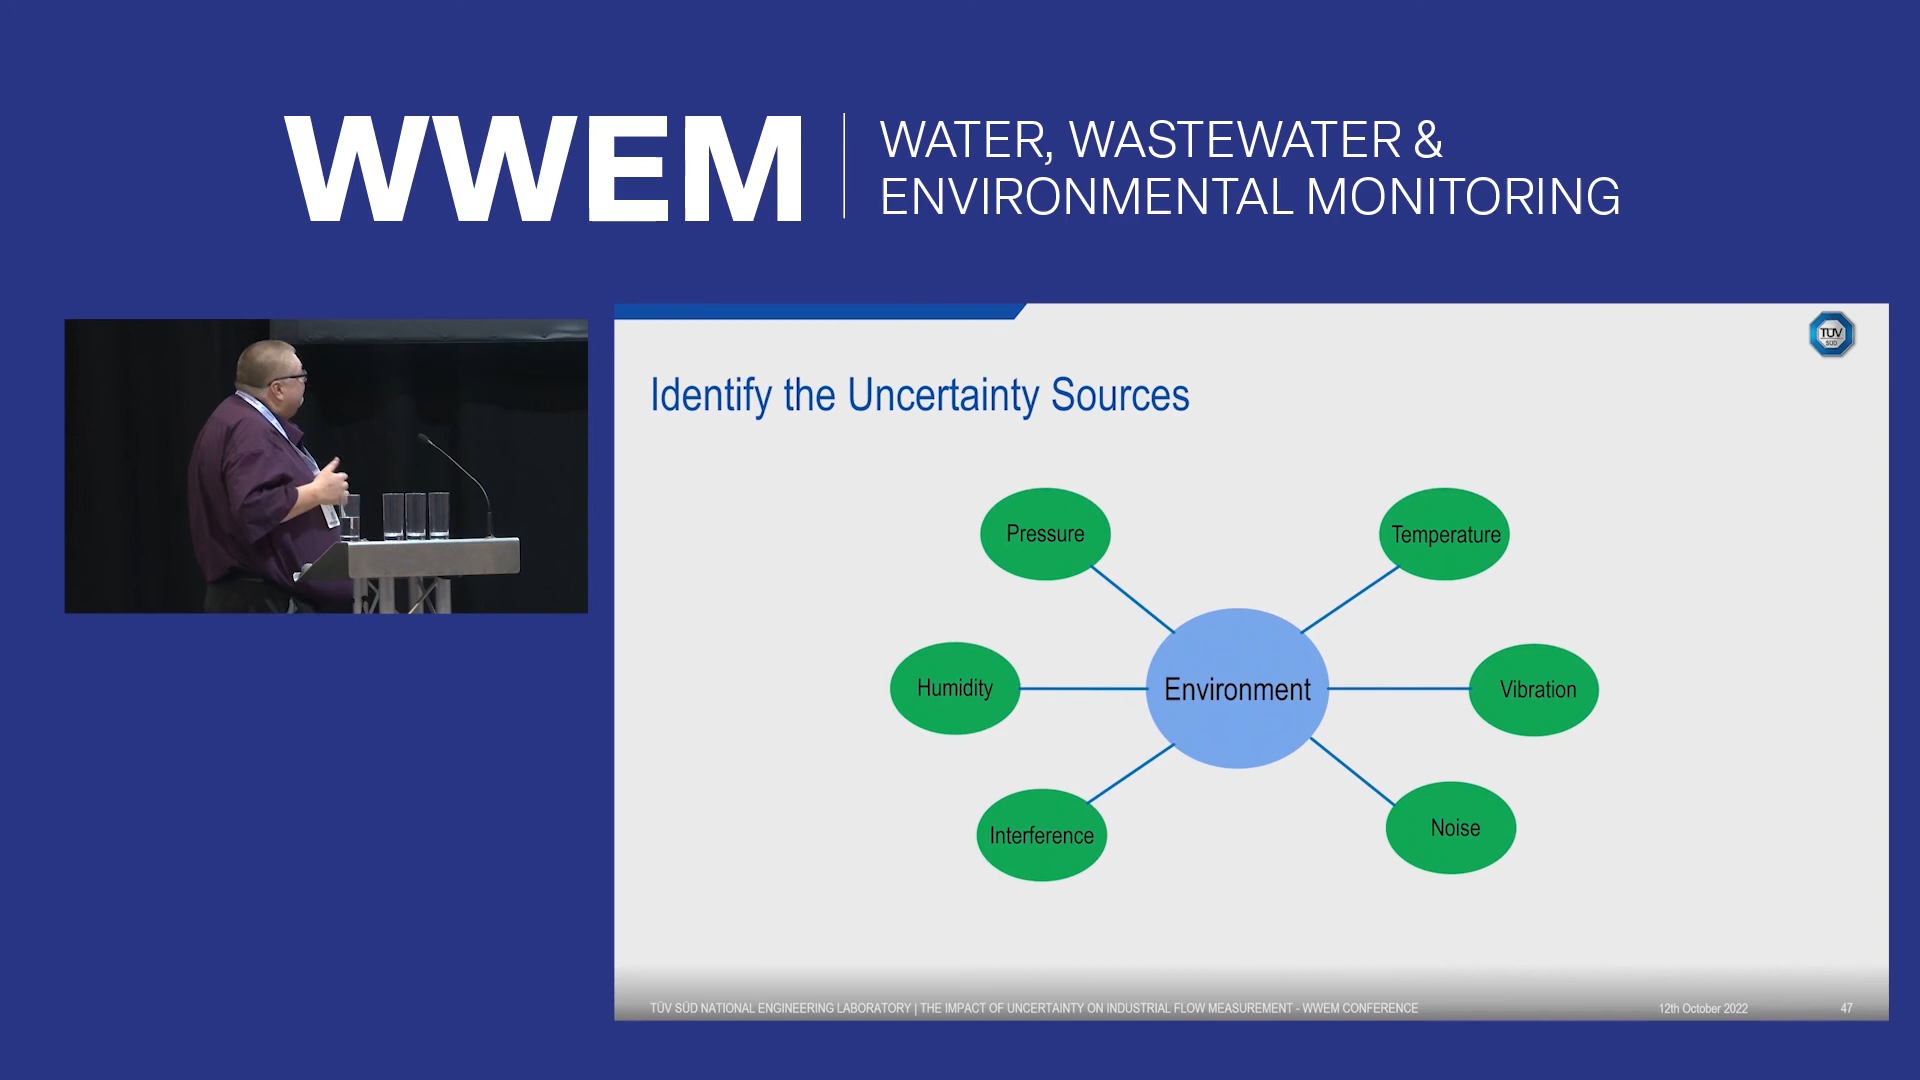 WWEM
WATER, WASTEWATER &
ENVIRONMENTAL MONITORING
TÜV
SÜD
Identify the Uncertainty Sources
Pressure
Temperature
Humidity
Environment
Vibration
Interference
Noise
TÜV SÜD NATIONAL ENGINEERING LABORATORY | THE IMPACT OF UNCERTAINTY ON INDUSTRIAL FLOW MEASUREMENT - WWEM CONFERENCE
12th October 2022
47